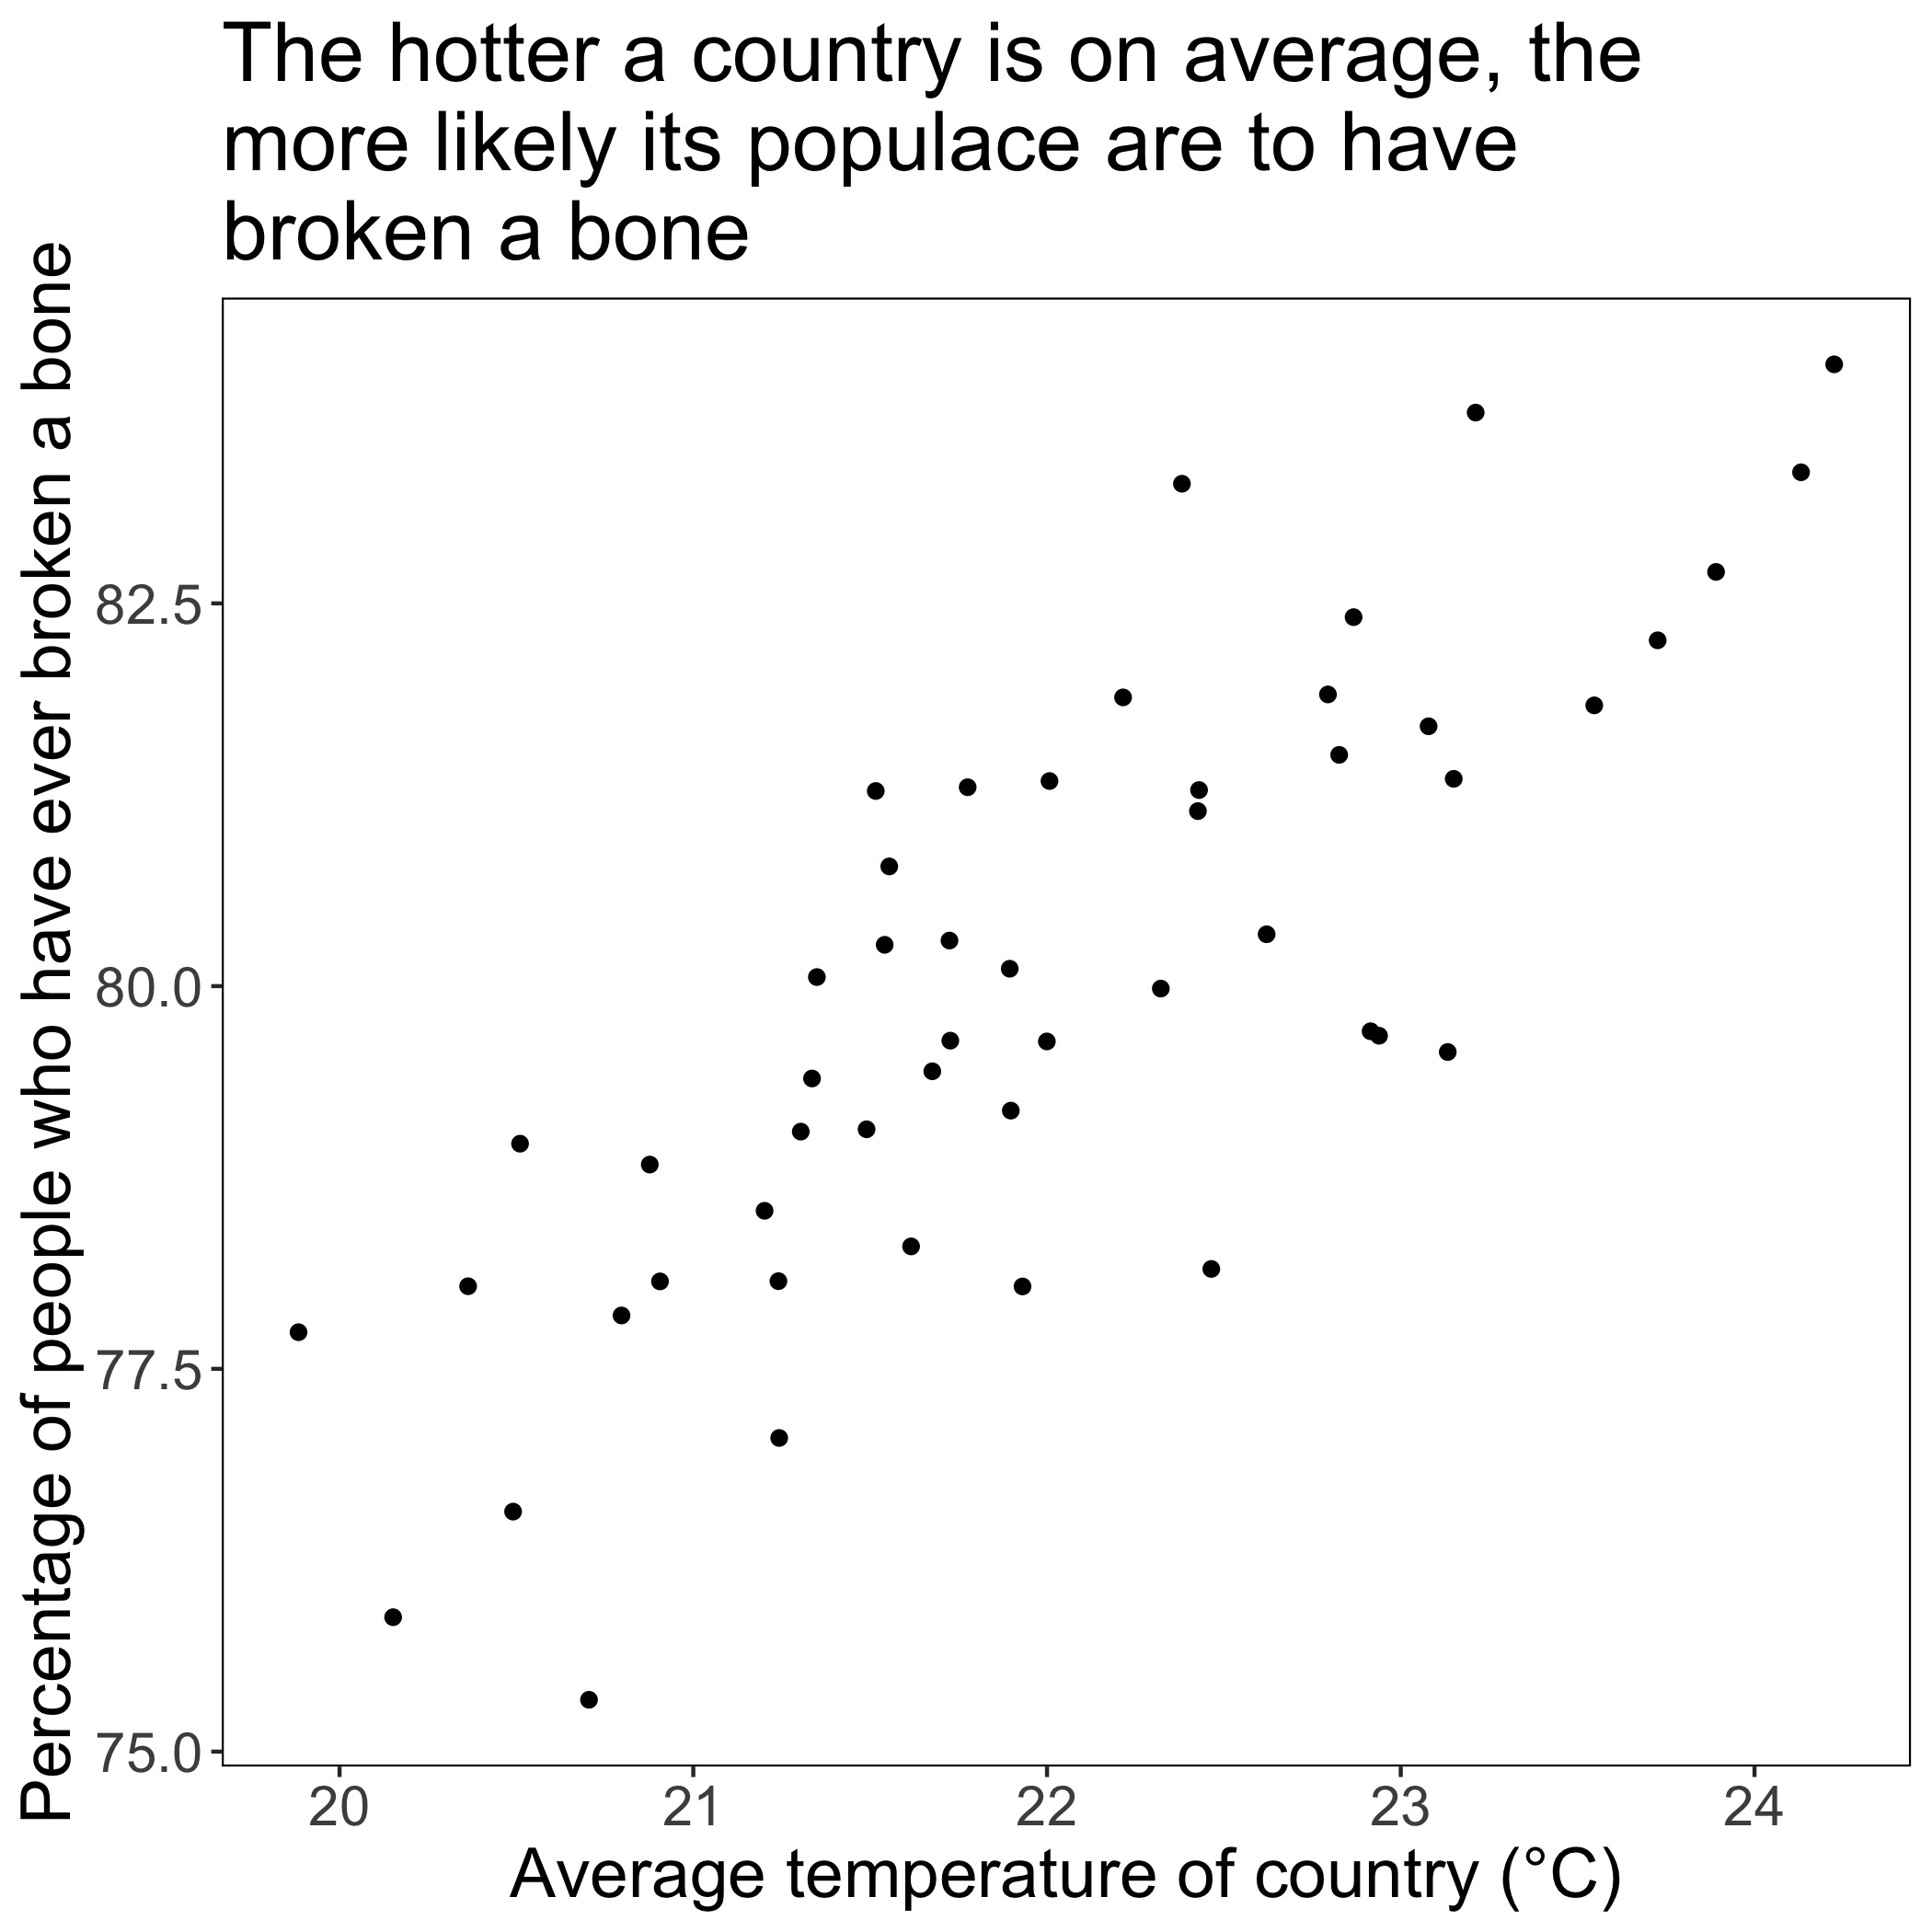 The hotter a country is on average, the
more likely its populace are to have
broken a bone
Percentage of people who have ever broken a bone
82.5
80.0
77.5
75.0
20
21
22
23
24
Average temperature of country (°C)